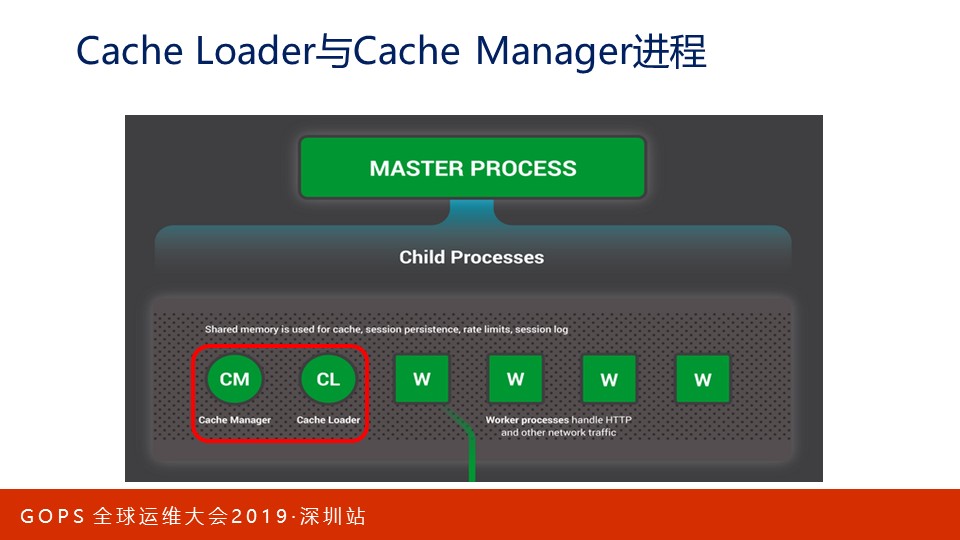 Cache Loader与Cache Manager进程
MASTER PROCESS
Child Processes
Shared memory is used for cache, session persistence, rate limits, session log
CM
CL
W
W
W
W
Cache Manager
Cache Loader
Worker processes handle HTTP
and other network traffic
GOPS 全球运维大会2019·深圳站